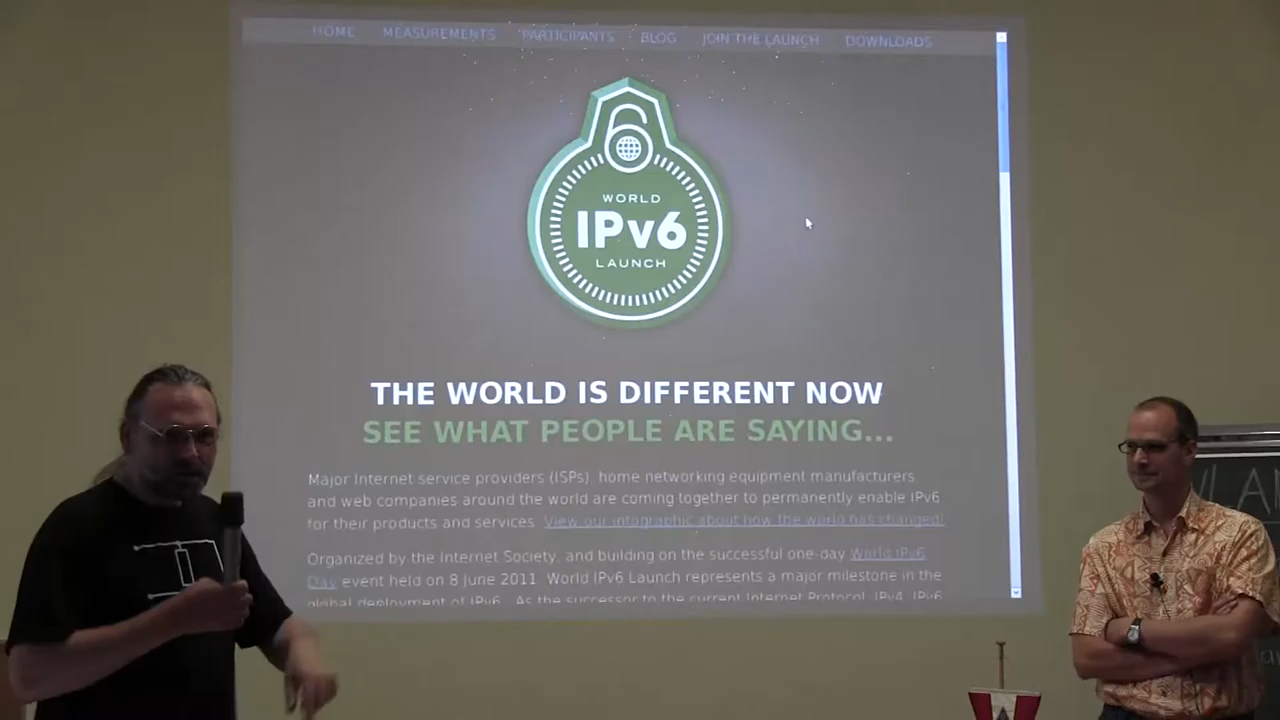 HOME MEASUREMENTS PARTICIPANTS BLOG JOIN THE LAUNCH DOWNLOADS
WORLD
IPv6
LAUNCH
THE WORLD IS DIFFERENT NOW
SEE WHAT PEOPLE ARE SAYING...
Major Internet service providers (ISPs), home networking equipment manufacturers
and web companies around the world are coming together to permanently enable IPv6
for their products and services. View our infographic about how the world has changed!
Organized by the Internet Society, and building on the successful one-day World IPv6
Day event held on 8 June 2011, World IPv6 Launch represents a major milestone in the
global deployment of IPv6. As the successor to the current Internet Protocol, IPv4, IPv6